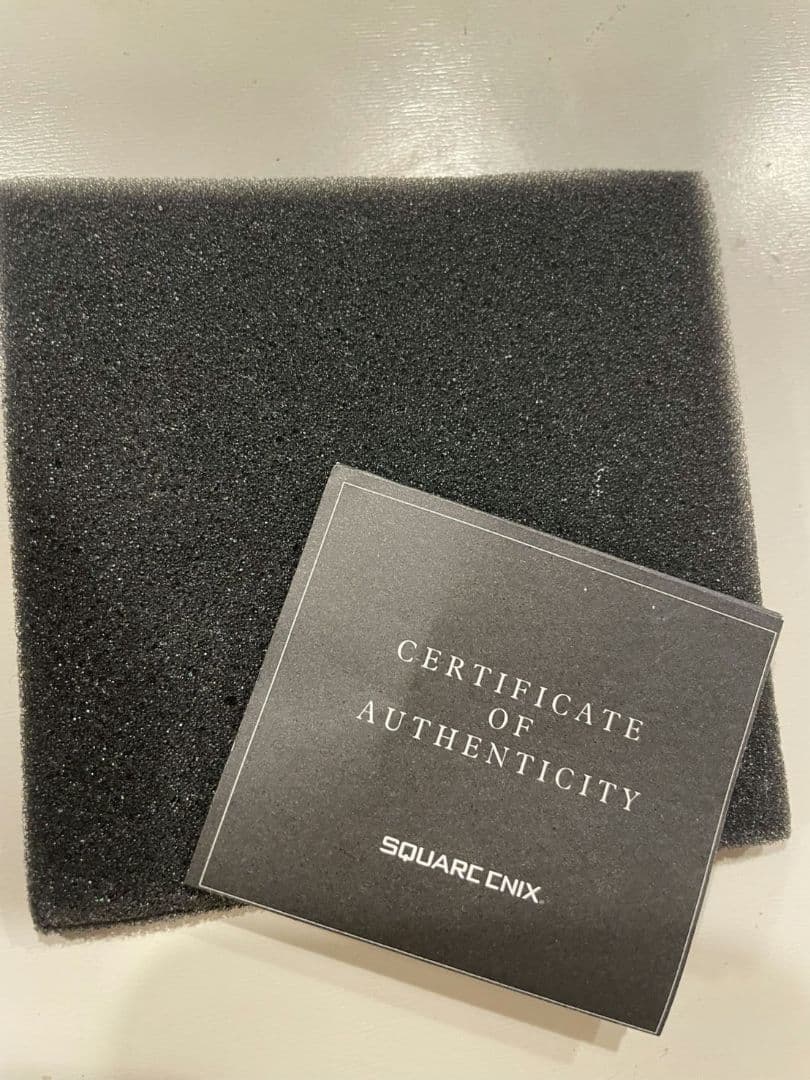 CERTIFICATE
OF
AUTHENTICITY
SQUARE ENIX